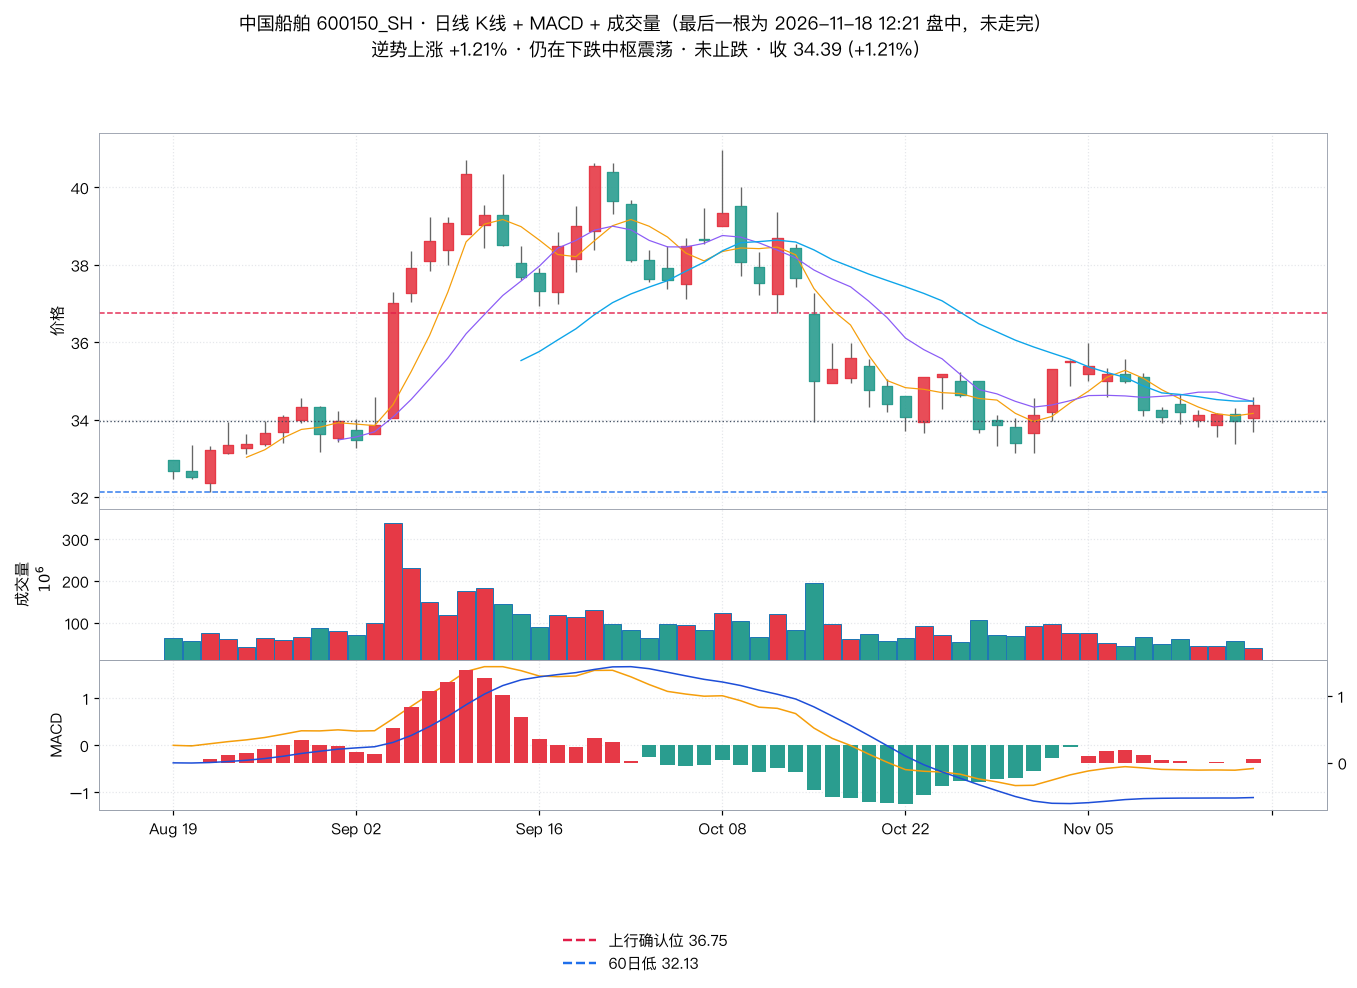 中国船舶 600150_SH · 日线 K线 + MACD + 成交量（最后一根为 2026−11−18 12:21 盘中，未走完）
逆势上涨 +1.21% · 仍在下跌中枢震荡 · 未止跌 · 收 34.39 (+1.21%)
价格
40
38
36
34
32
成交量
10⁶
300
200
100
MACD
1
0
−1
1
0
Aug 19
Sep 02
Sep 16
Oct 08
Oct 22
Nov 05
上行确认位 36.75
60日低 32.13